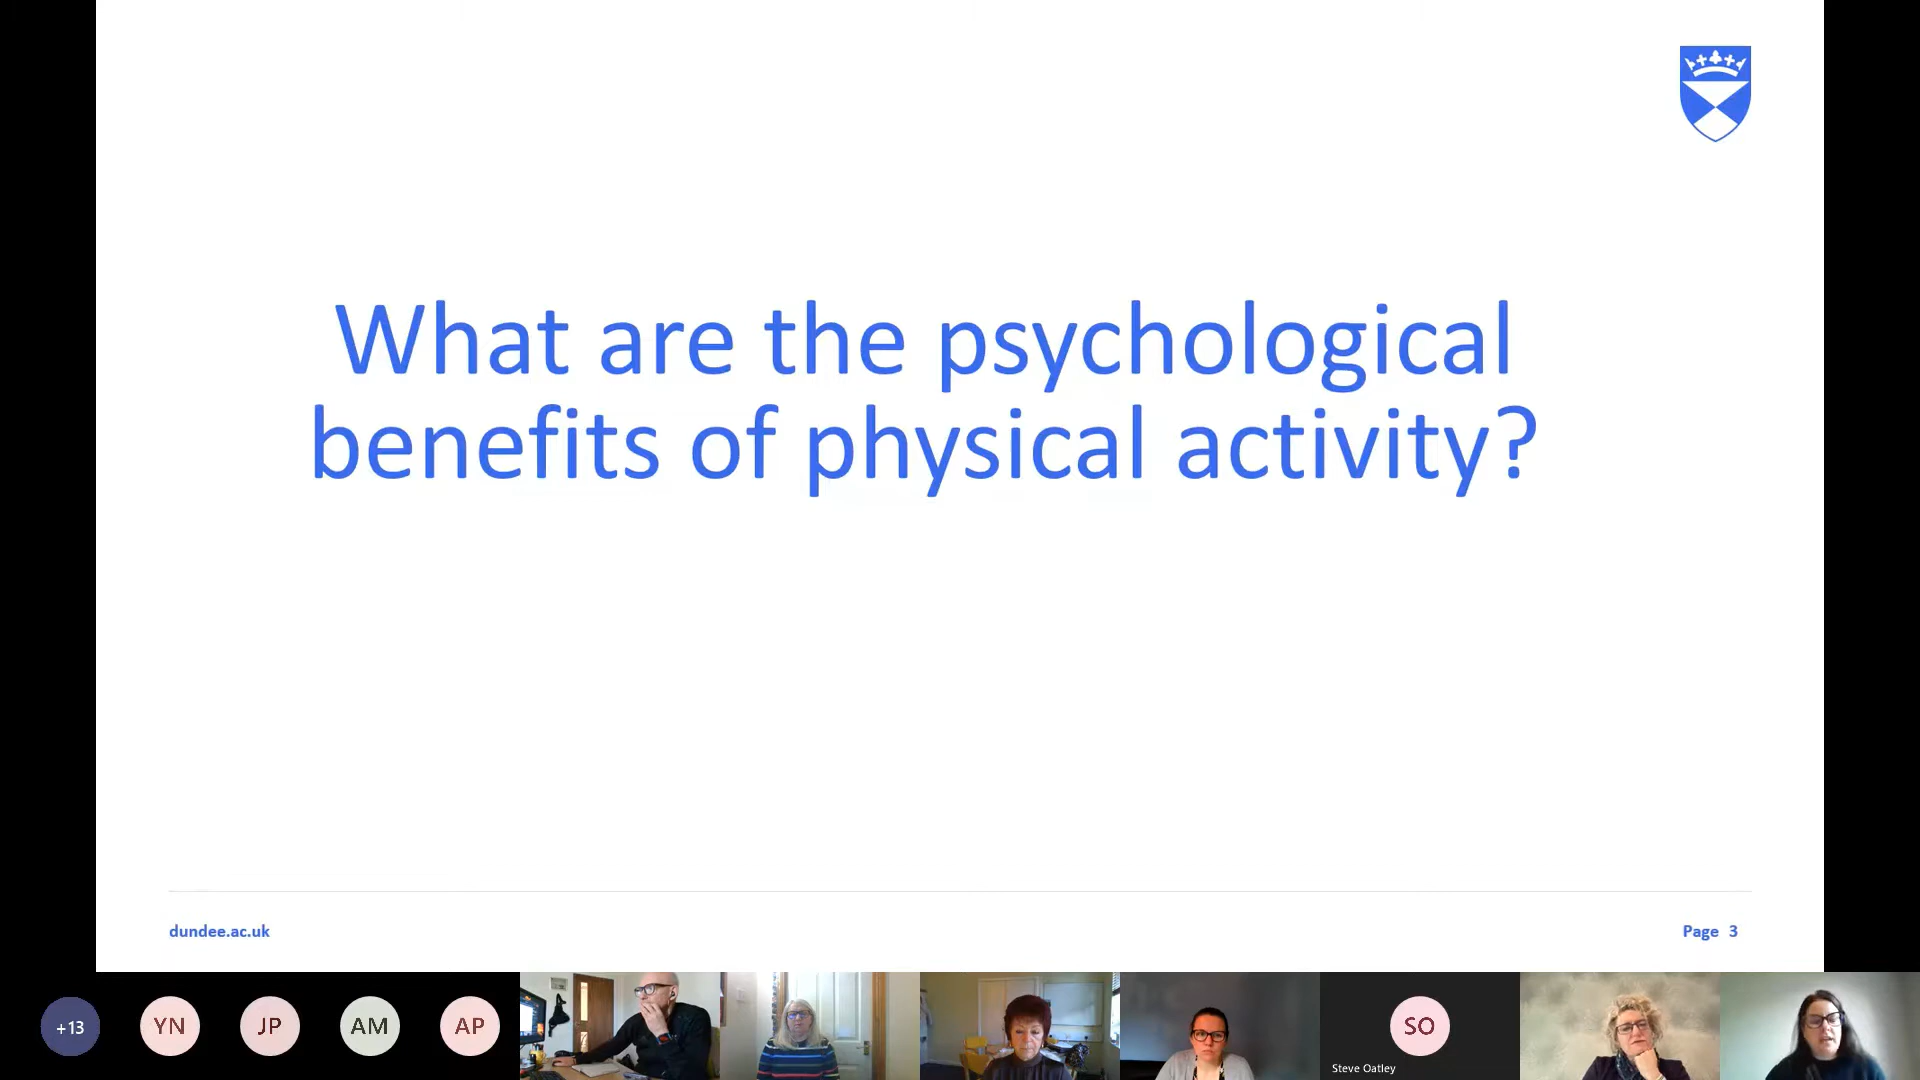 What are the psychological
benefits of physical activity?
dundee.ac.uk
Page 3
+13
YN
JP
AM
AP
SO
Steve Oatley